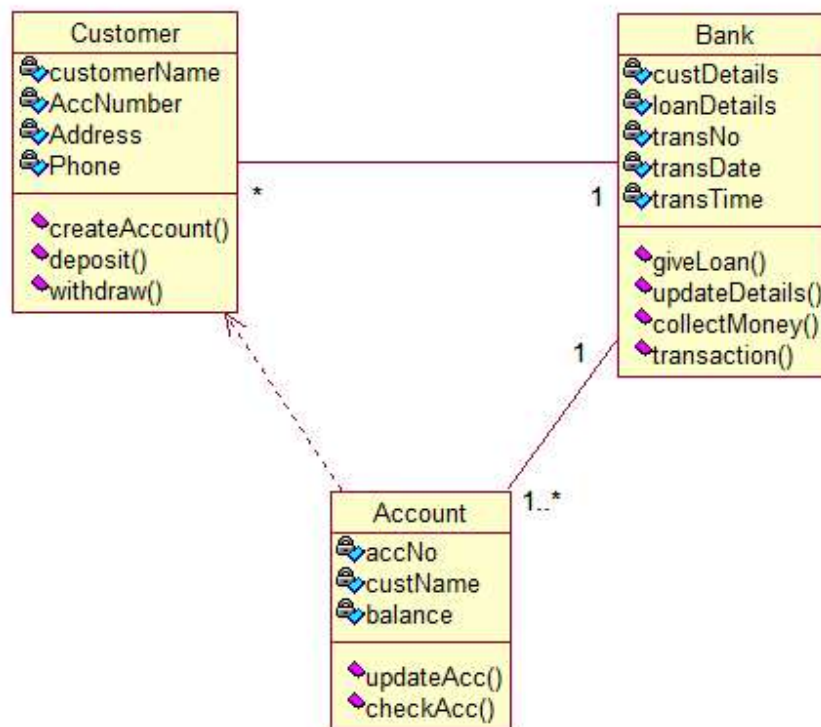 Customer
customerName
AccNumber
Address
Phone
createAccount()
deposit()
withdraw()
*
1
Bank
custDetails
loanDetails
transNo
transDate
transTime
giveLoan()
updateDetails()
collectMoney()
transaction()
1
1..*
Account
accNo
custName
balance
updateAcc()
checkAcc()